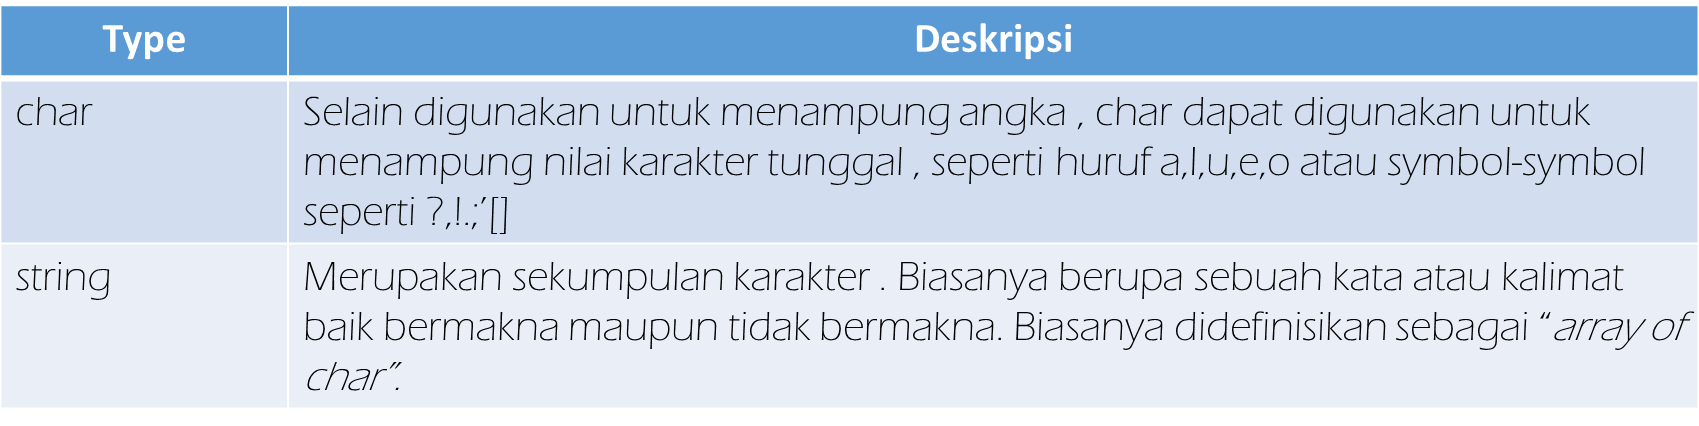 Type
Deskripsi
char
Selain digunakan untuk menampung angka , char dapat digunakan untuk
menampung nilai karakter tunggal , seperti huruf a,I,u,e,o atau symbol-symbol
seperti ?,!.;’[]
string
Merupakan sekumpulan karakter . Biasanya berupa sebuah kata atau kalimat
baik bermakna maupun tidak bermakna. Biasanya didefinisikan sebagai “array of
char”.